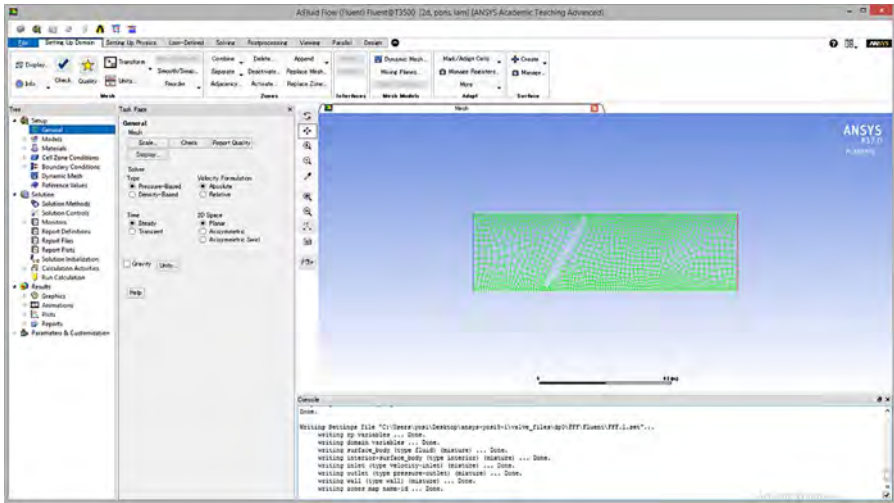 A:Fluid Flow (Fluent) Fluent@T3500 [2d, pbns, lam] [ANSYS Academic Teaching Advanced]
File Setting Up Domain Setting Up Physics User-Defined Solving Postprocessing Viewing Parallel Design
Display... Info Check Quality Transform Units...
Smooth/Swap... Reorder
Mesh
Combine Delete...
Separate Deactivate...
Adjacency Activate...
Append
Replace Mesh...
Replace Zone...
Zones
Interfaces
Dynamic Mesh...
Mixing Planes...
Mesh Models
Mark/Adapt Cells
Manage Registers...
More
Adapt
Create
Manage...
Surface
Tree
Setup
General
Models
Materials
Cell Zone Conditions
Boundary Conditions
Dynamic Mesh
Reference Values
Solution
Solution Methods
Solution Controls
Monitors
Report Definitions
Report Files
Report Plots
Solution Initialization
Calculation Activities
Run Calculation
Results
Graphics
Animations
Plots
Reports
Parameters & Customization
Task Page
General
Mesh
Scale... Check Report Quality
Display...
Solver
Type Velocity Formulation
Pressure-Based Absolute
Density-Based Relative
Time 2D Space
Steady Planar
Transient Axisymmetric
Axisymmetric Swirl
Gravity Units...
Help
Mesh
ANSYS
R17.0
Academic
0
Console
Done.
Writing Settings file "C:\Users\yusi\Desktop\ansys-yusi5-1\valve_files\dp0\FFF\Fluent\FFF.1.set"...
writing rp variables ... Done.
writing domain variables ... Done.
writing surface_body (type fluid) (mixture) ... Done.
writing interior-surface_body (type interior) (mixture) ... Done.
writing inlet (type velocity-inlet) (mixture) ... Done.
writing outlet (type pressure-outlet) (mixture) ... Done.
writing wall (type wall) (mixture) ... Done.
writing zones map name-id ... Done.